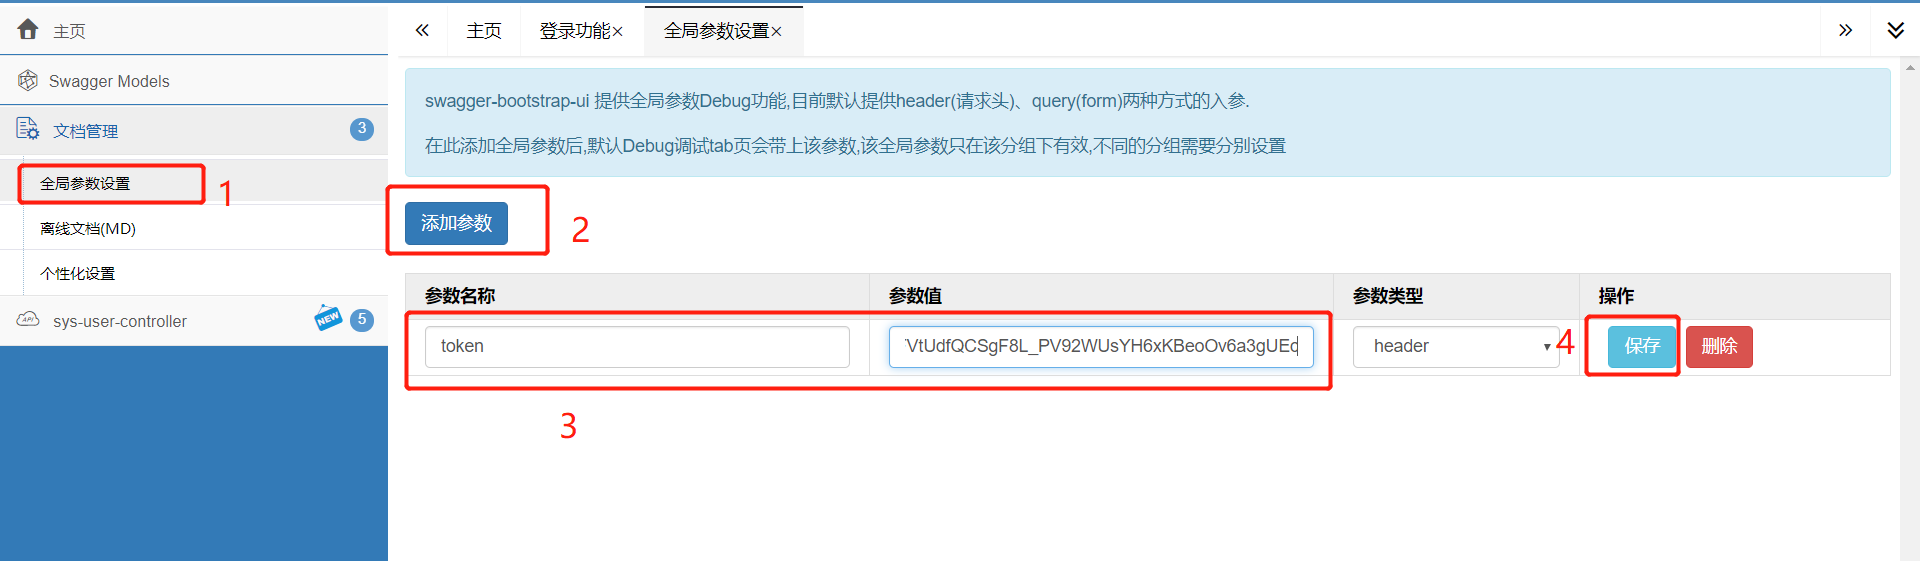 主页
Swagger Models
文档管理 3
全局参数设置 1
离线文档(MD)
个性化设置
sys-user-controller NEW 5
主页 登录功能× 全局参数设置×
swagger-bootstrap-ui 提供全局参数Debug功能,目前默认提供header(请求头)、query(form)两种方式的入参.
在此添加全局参数后,默认Debug调试tab页会带上该参数,该全局参数只在该分组下有效,不同的分组需要分别设置
添加参数 2
参数名称 参数值 参数类型 操作
token VtUdfQCSgF8L_PV92WUsYH6xKBeoOv6a3gUEc header 4 保存 删除
3